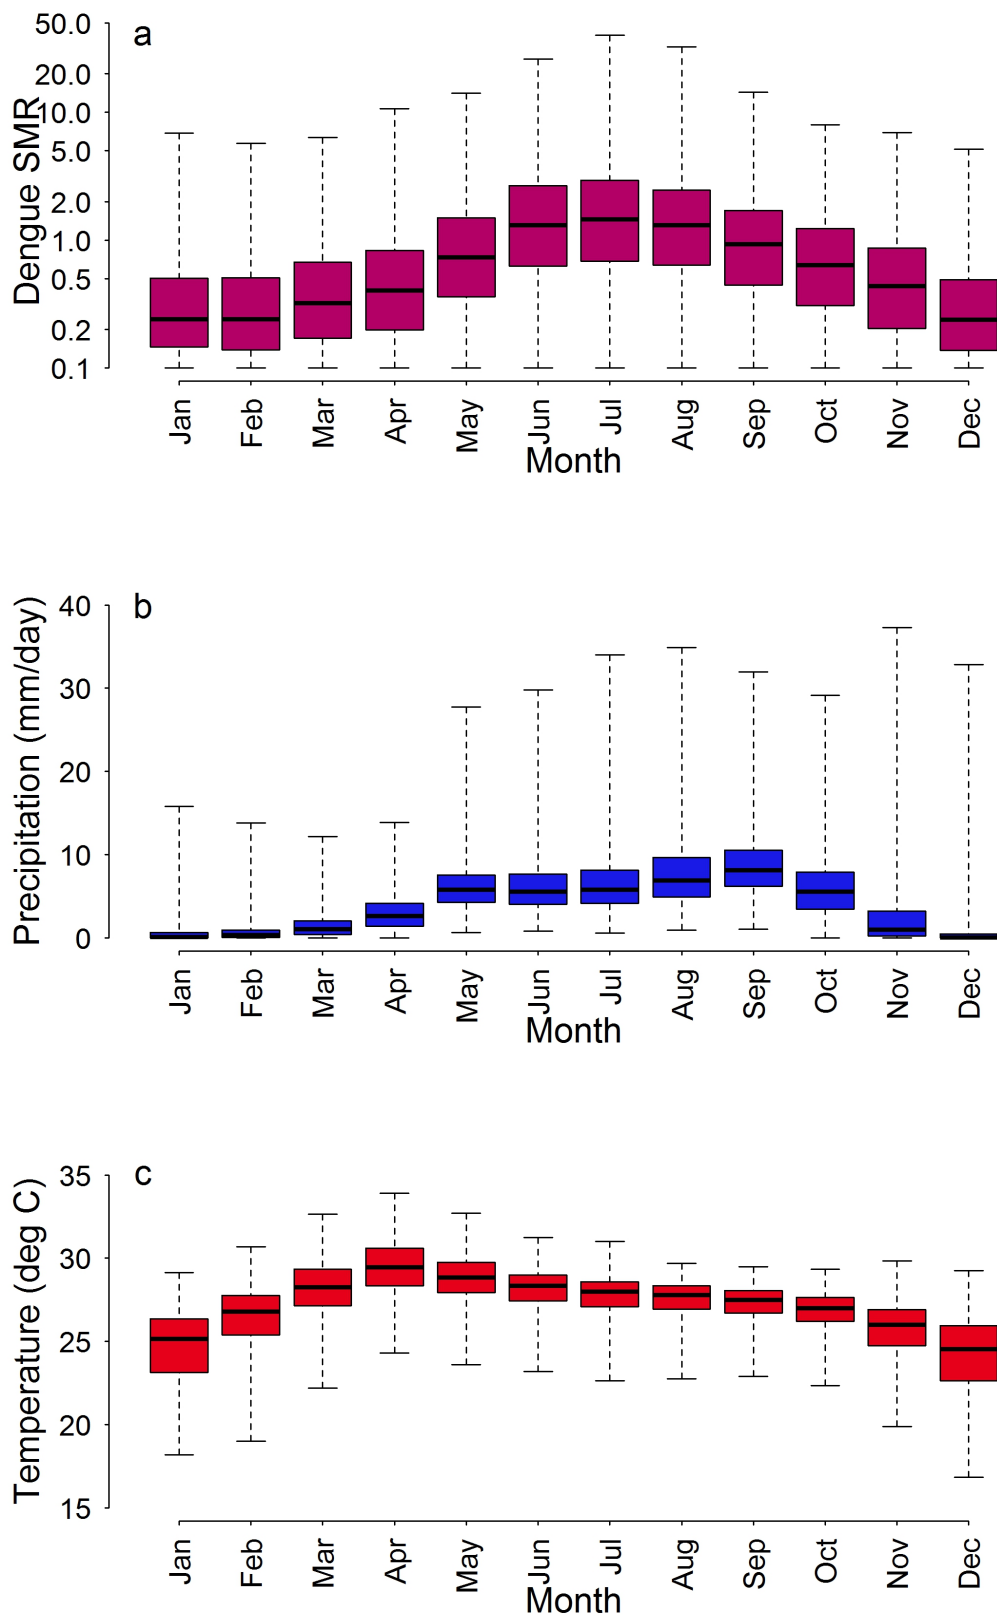 a
Dengue SMR
50.0
20.0
10.0
5.0
2.0
1.0
0.5
0.2
0.1
Jan Feb Mar Apr May Jun Jul Aug Sep Oct Nov Dec
Month
b
Precipitation (mm/day)
40
30
20
10
0
Jan Feb Mar Apr May Jun Jul Aug Sep Oct Nov Dec
Month
c
Temperature (deg C)
35
30
25
20
15
Jan Feb Mar Apr May Jun Jul Aug Sep Oct Nov Dec
Month